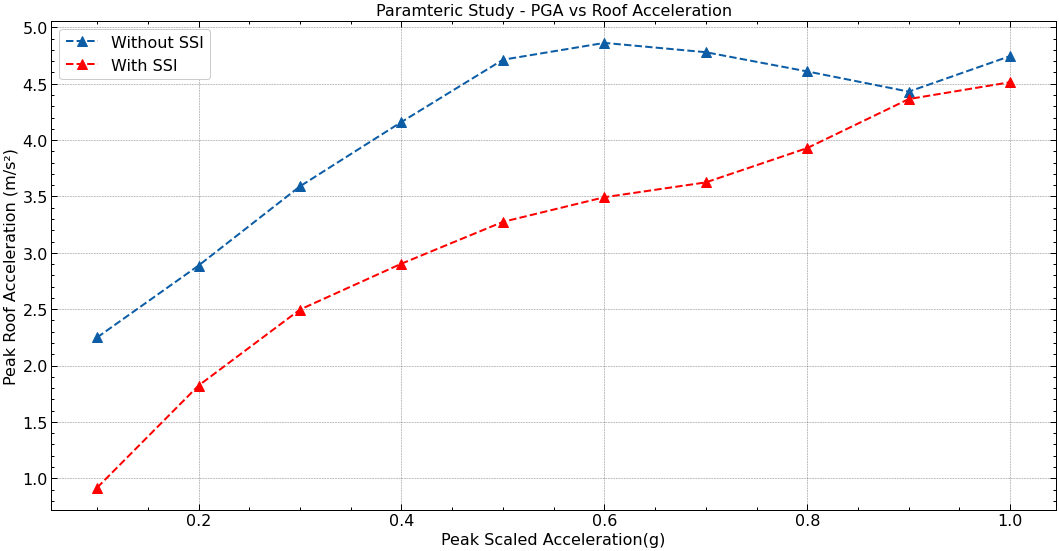 Paramteric Study - PGA vs Roof Acceleration
Without SSI
With SSI
Peak Roof Acceleration (m/s²)
5.0
4.5
4.0
3.5
3.0
2.5
2.0
1.5
1.0
0.2 0.4 0.6 0.8 1.0
Peak Scaled Acceleration(g)